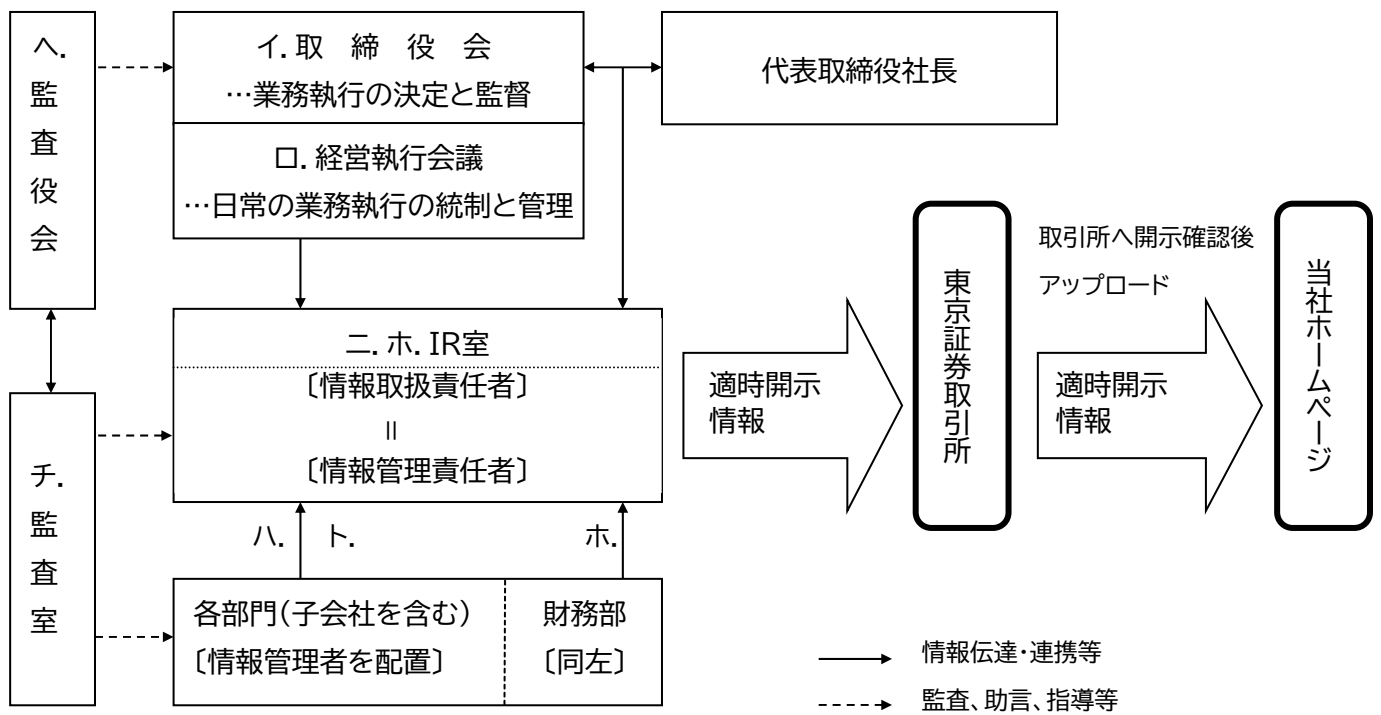 ヘ.監査役会
イ.取 締 役 会
…業務執行の決定と監督
ロ.経営執行会議
…日常の業務執行の統制と管理
代表取締役社長
ニ.ホ.IR室
〔情報取扱責任者〕
〃
〔情報管理責任者〕
チ.監査室
ハ. ト.
ホ.
各部門(子会社を含む)
〔情報管理者を配置〕
財務部
〔同左〕
適時開示
情報
東京証券取引所
取引所へ開示確認後
アップロード
適時開示
情報
当社ホームページ
情報伝達・連携等
監査、助言、指導等